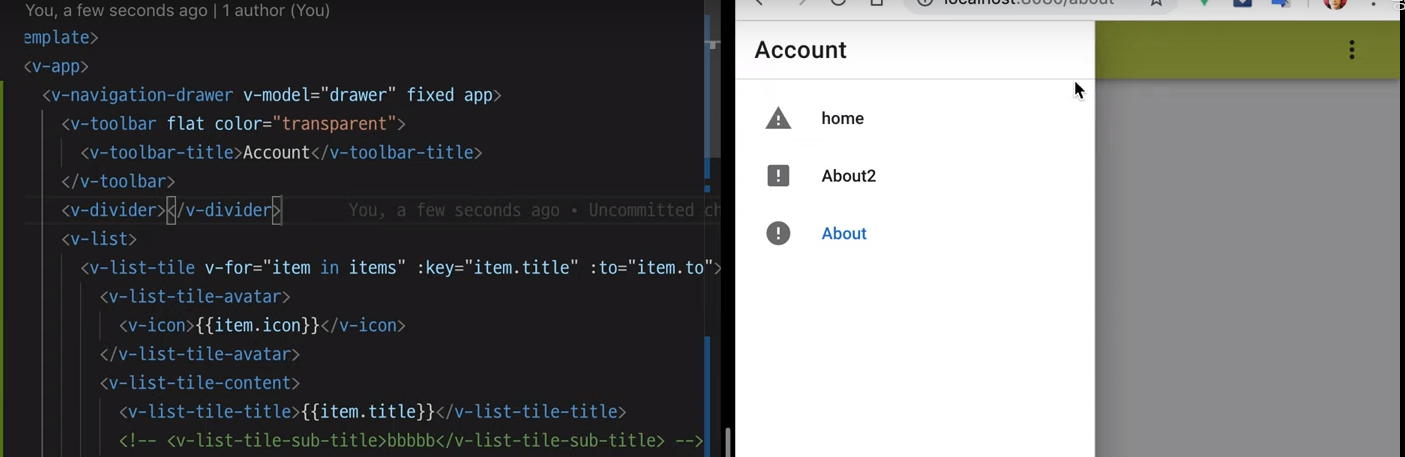 You, a few seconds ago | 1 author (You)
emplate>
<v-app>
<v-navigation-drawer v-model="drawer" fixed app>
<v-toolbar flat color="transparent">
<v-toolbar-title>Account</v-toolbar-title>
</v-toolbar>
<v-divider></v-divider> You, a few seconds ago • Uncommitted ch
<v-list>
<v-list-tile v-for="item in items" :key="item.title" :to="item.to">
<v-list-tile-avatar>
<v-icon>{{item.icon}}</v-icon>
</v-list-tile-avatar>
<v-list-tile-content>
<v-list-tile-title>{{item.title}}</v-list-tile-title>
<!-- <v-list-tile-sub-title>bbbbb</v-list-tile-sub-title> -->
localhost:8080/about
Account
home
About2
About